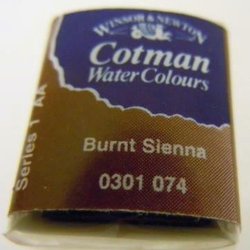 WINSOR & NEWTON
Cotman
Water Colours
Series 1 AA
Burnt Sienna
0301 074